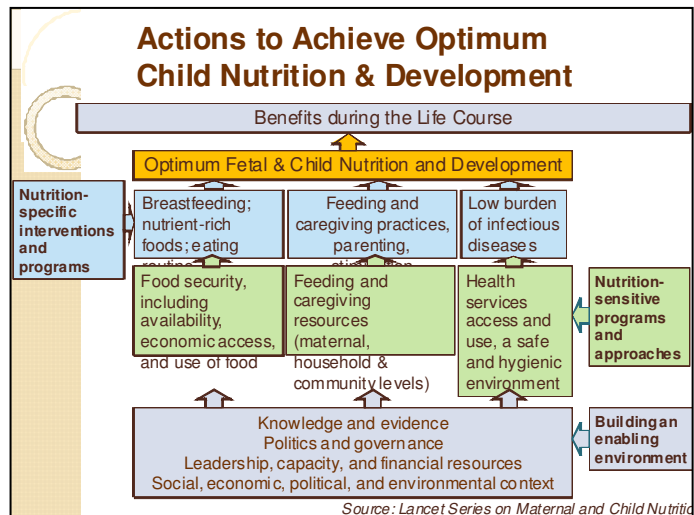 Actions to Achieve Optimum
Child Nutrition & Development
Benefits during the Life Course
Optimum Fetal & Child Nutrition and Development
Nutrition-
specific
interventions
and
programs
Breastfeeding;
nutrient-rich
foods; eating
Feeding and
caregiving practices,
parenting,
Low burden
of infectious
diseases
Food security,
including
availability,
economic access,
and use of food
Feeding and
caregiving
resources
(maternal,
household &
community levels)
Health
services
access and
use, a safe
and hygienic
environment
Nutrition-
sensitive
programs
and
approaches
Knowledge and evidence
Politics and governance
Leadership, capacity, and financial resources
Social, economic, political, and environmental context
Building an
enabling
environment
Source: Lancet Series on Maternal and Child Nutritio